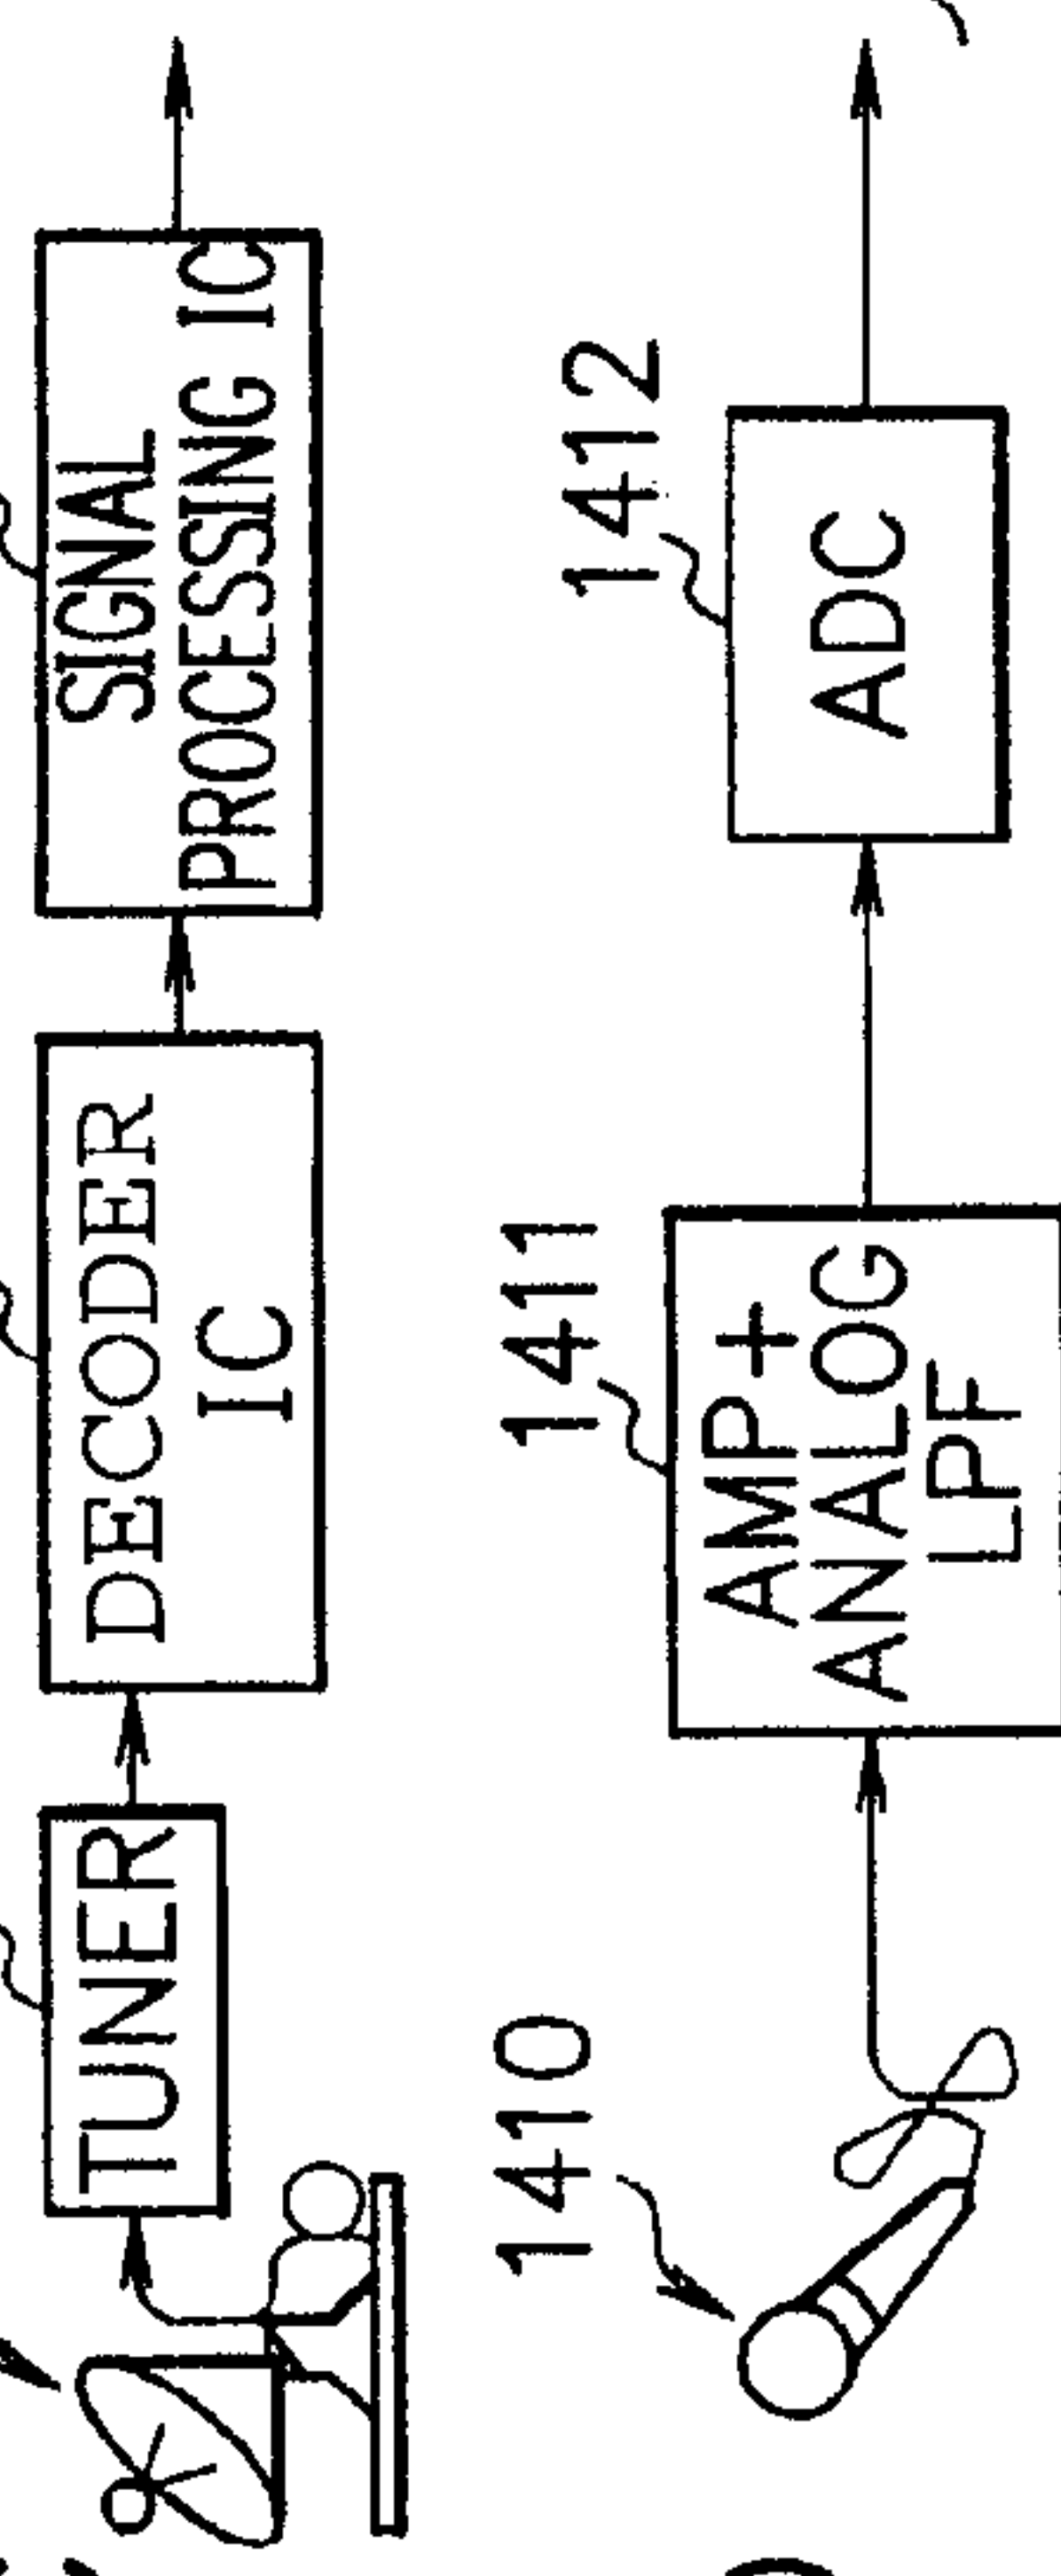 TUNER
DECODER
IC
SIGNAL
PROCESSING IC
1410
1411
AMP+
ANALOG
LPF
1412
ADC